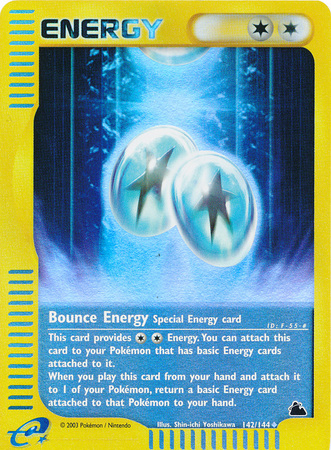 ENERGY
Bounce Energy Special Energy card
ID: F-55-#
This card provides Energy. You can attach
this card to your Pokémon that has basic Energy cards
attached to it.
When you play this card from your hand and attach it
to 1 of your Pokémon, return a basic Energy card
attached to that Pokémon to your hand.
© 2003 Pokémon / Nintendo Illus. Shin-ichi Yoshikawa 142/144
e